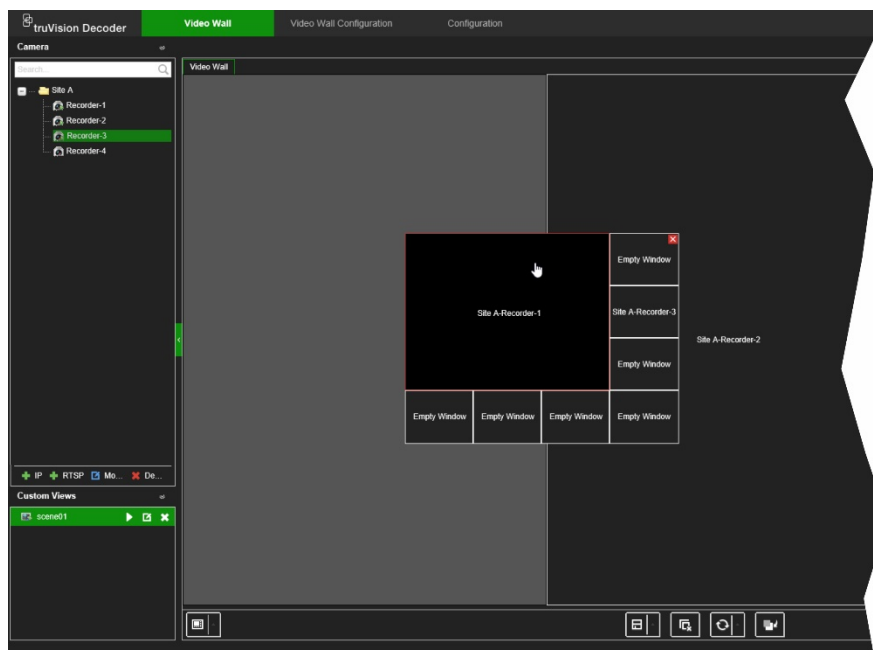 truVision Decoder
Video Wall
Video Wall Configuration
Configuration
Camera
Search...
Video Wall
Site A
Recorder-1
Recorder-2
Recorder-3
Recorder-4
Empty Window
Site A-Recorder-1
Site A-Recorder-3
Site A-Recorder-2
Empty Window
Empty Window
Empty Window
Empty Window
Empty Window
IP
RTSP
Mo...
De...
Custom Views
scene01